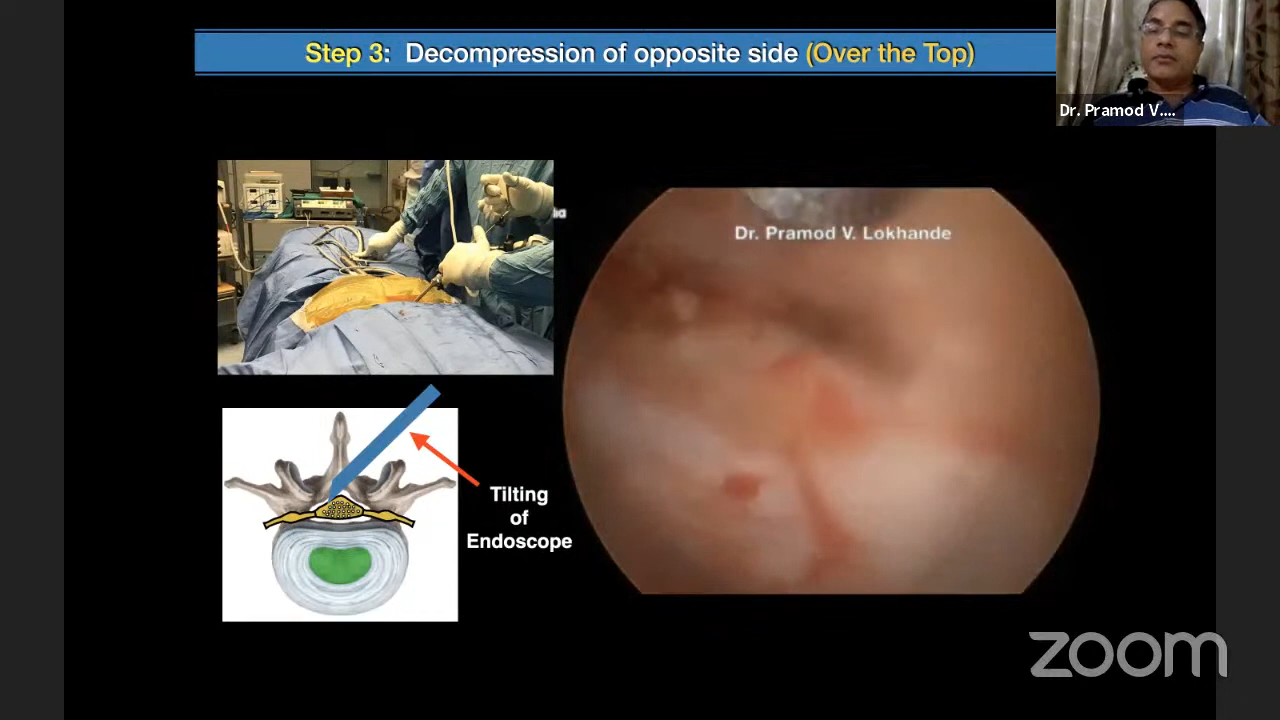 Step 3: Decompression of opposite side (Over the Top)
Dr. Pramod V....
Dr. Pramod V. Lokhande
Tilting
of
Endoscope
zoom